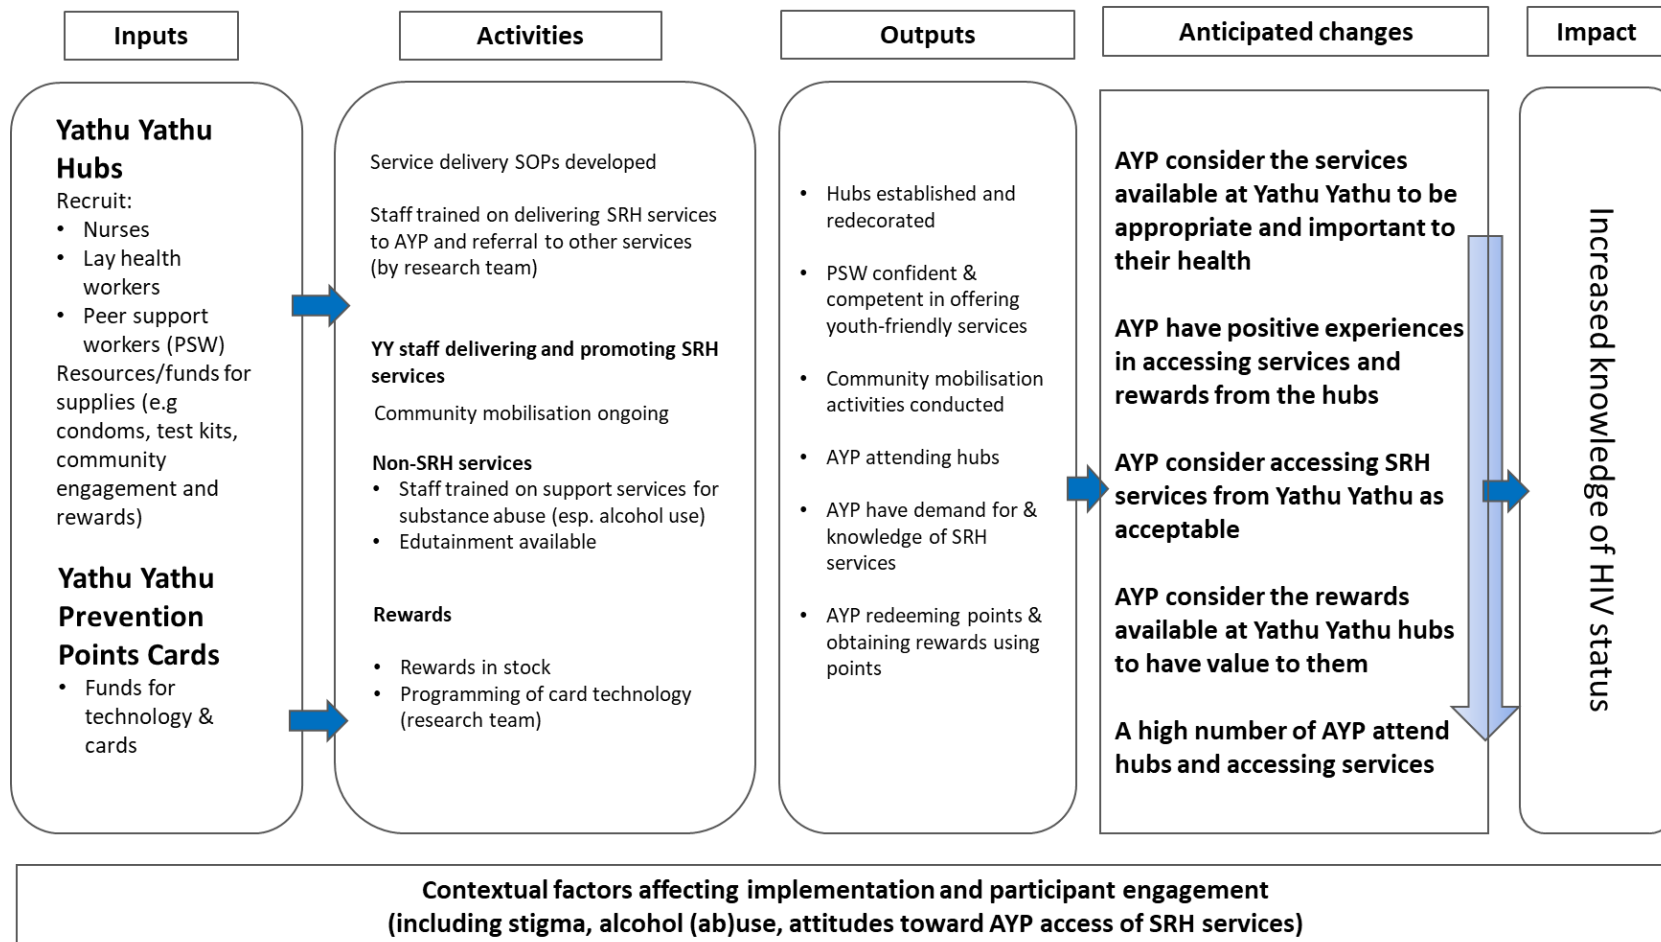 Inputs
Activities
Outputs
Anticipated changes
Impact
Yathu Yathu
Hubs
Recruit:
• Nurses
• Lay health
workers
• Peer support
workers (PSW)
Resources/funds for
supplies (e.g
condoms, test kits,
community
engagement and
rewards)
Yathu Yathu
Prevention
Points Cards
• Funds for
technology &
cards
Service delivery SOPs developed
Staff trained on delivering SRH services
to AYP and referral to other services
(by research team)
YY staff delivering and promoting SRH
services
Community mobilisation ongoing
Non-SRH services
• Staff trained on support services for
substance abuse (esp. alcohol use)
• Edutainment available
Rewards
• Rewards in stock
• Programming of card technology
(research team)
• Hubs established and
redecorated
• PSW confident &
competent in offering
youth-friendly services
• Community mobilisation
activities conducted
• AYP attending hubs
• AYP have demand for &
knowledge of SRH
services
• AYP redeeming points &
obtaining rewards using
points
AYP consider the services
available at Yathu Yathu to be
appropriate and important to
their health
AYP have positive experiences
in accessing services and
rewards from the hubs
AYP consider accessing SRH
services from Yathu Yathu as
acceptable
AYP consider the rewards
available at Yathu Yathu hubs
to have value to them
A high number of AYP attend
hubs and accessing services
Increased knowledge of HIV status
Contextual factors affecting implementation and participant engagement
(including stigma, alcohol (ab)use, attitudes toward AYP access of SRH services)